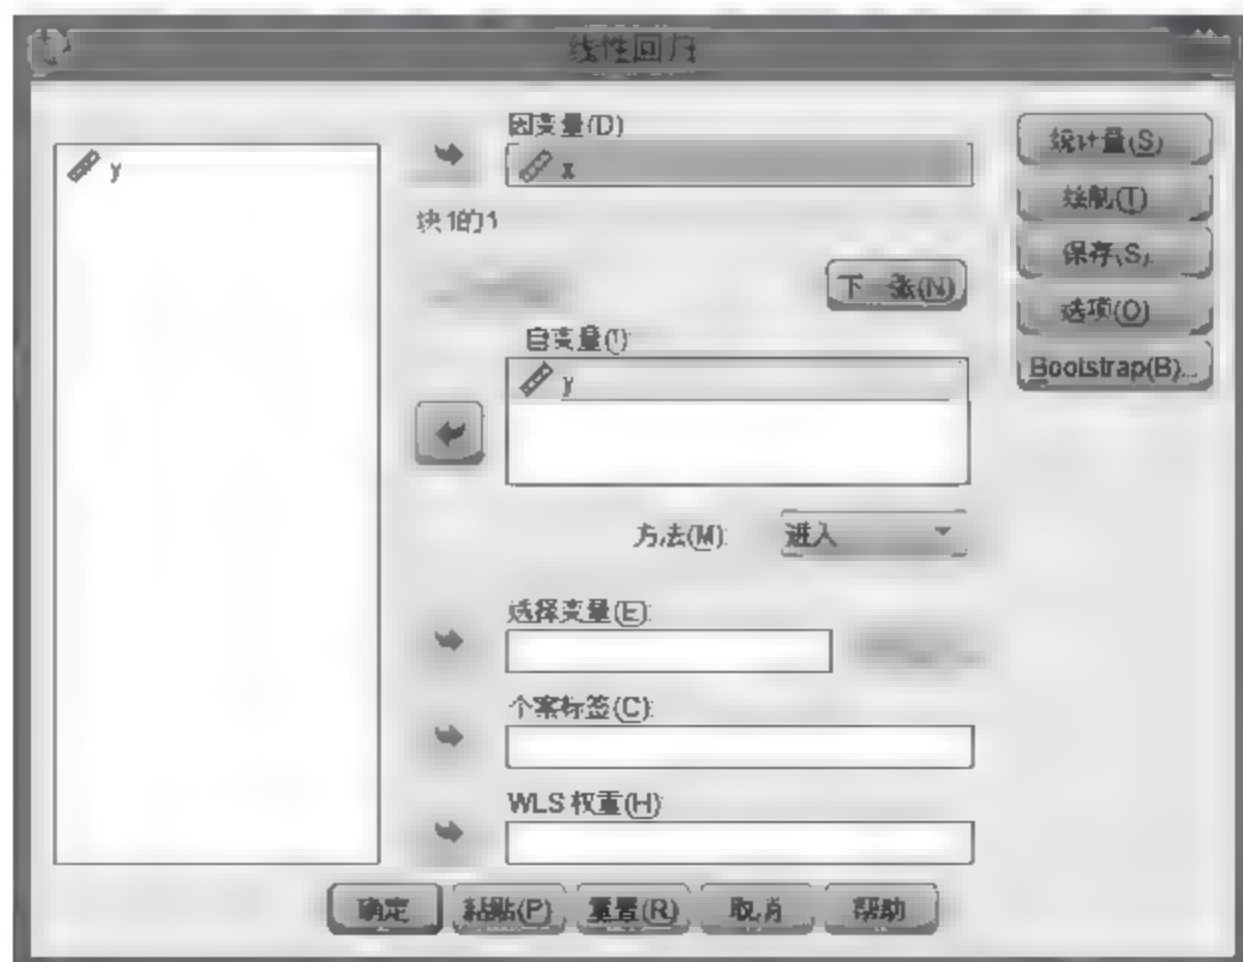 线性回归
y
因变量(D)
x
块1的1
下一张(N)
自变量(I):
y
方法(M):
进入
选择变量(E):
个案标签(C):
WLS 权重(H):
统计量(S)
绘制(T)
保存(S)
选项(O)
Bootstrap(B)...
确定
粘贴(P)
重置(R)
取消
帮助